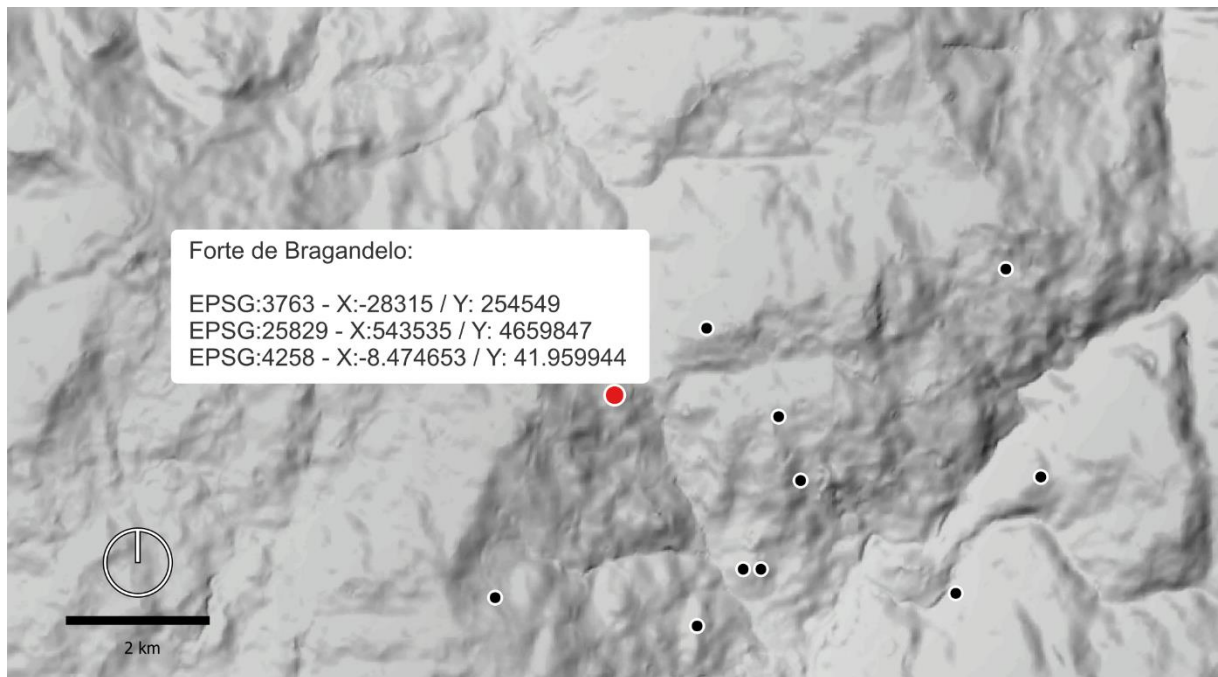 Forte de Bragandelo:
EPSG:3763 - X:-28315 / Y: 254549
EPSG:25829 - X:543535 / Y: 4659847
EPSG:4258 - X:-8.474653 / Y: 41.959944
2 km